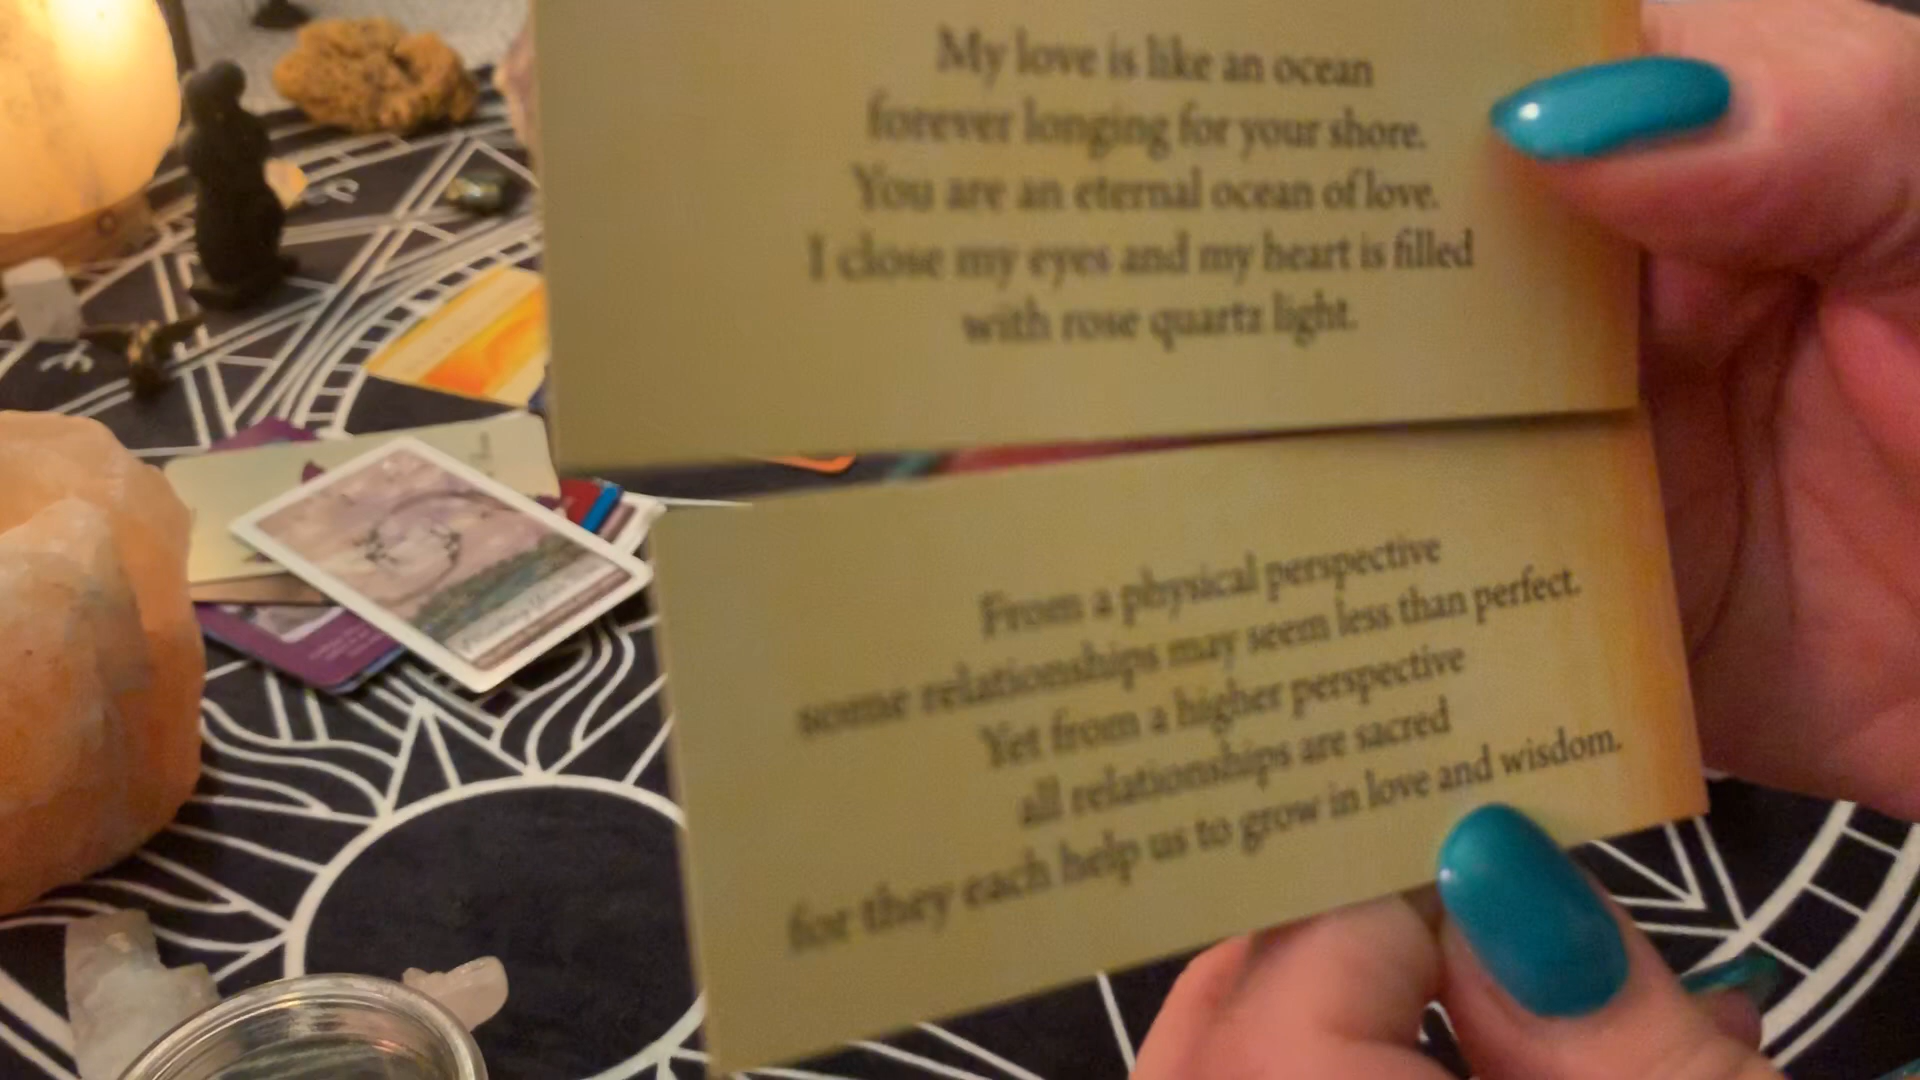 My love is like an ocean
forever longing for your shore.
You are an eternal ocean of love.
I close my eyes and my heart is filled
with rose quartz light.
From a physical perspective
some relationships may seem less than perfect.
Yet from a higher perspective
all relationships are sacred
for they each help us to grow in love and wisdom.